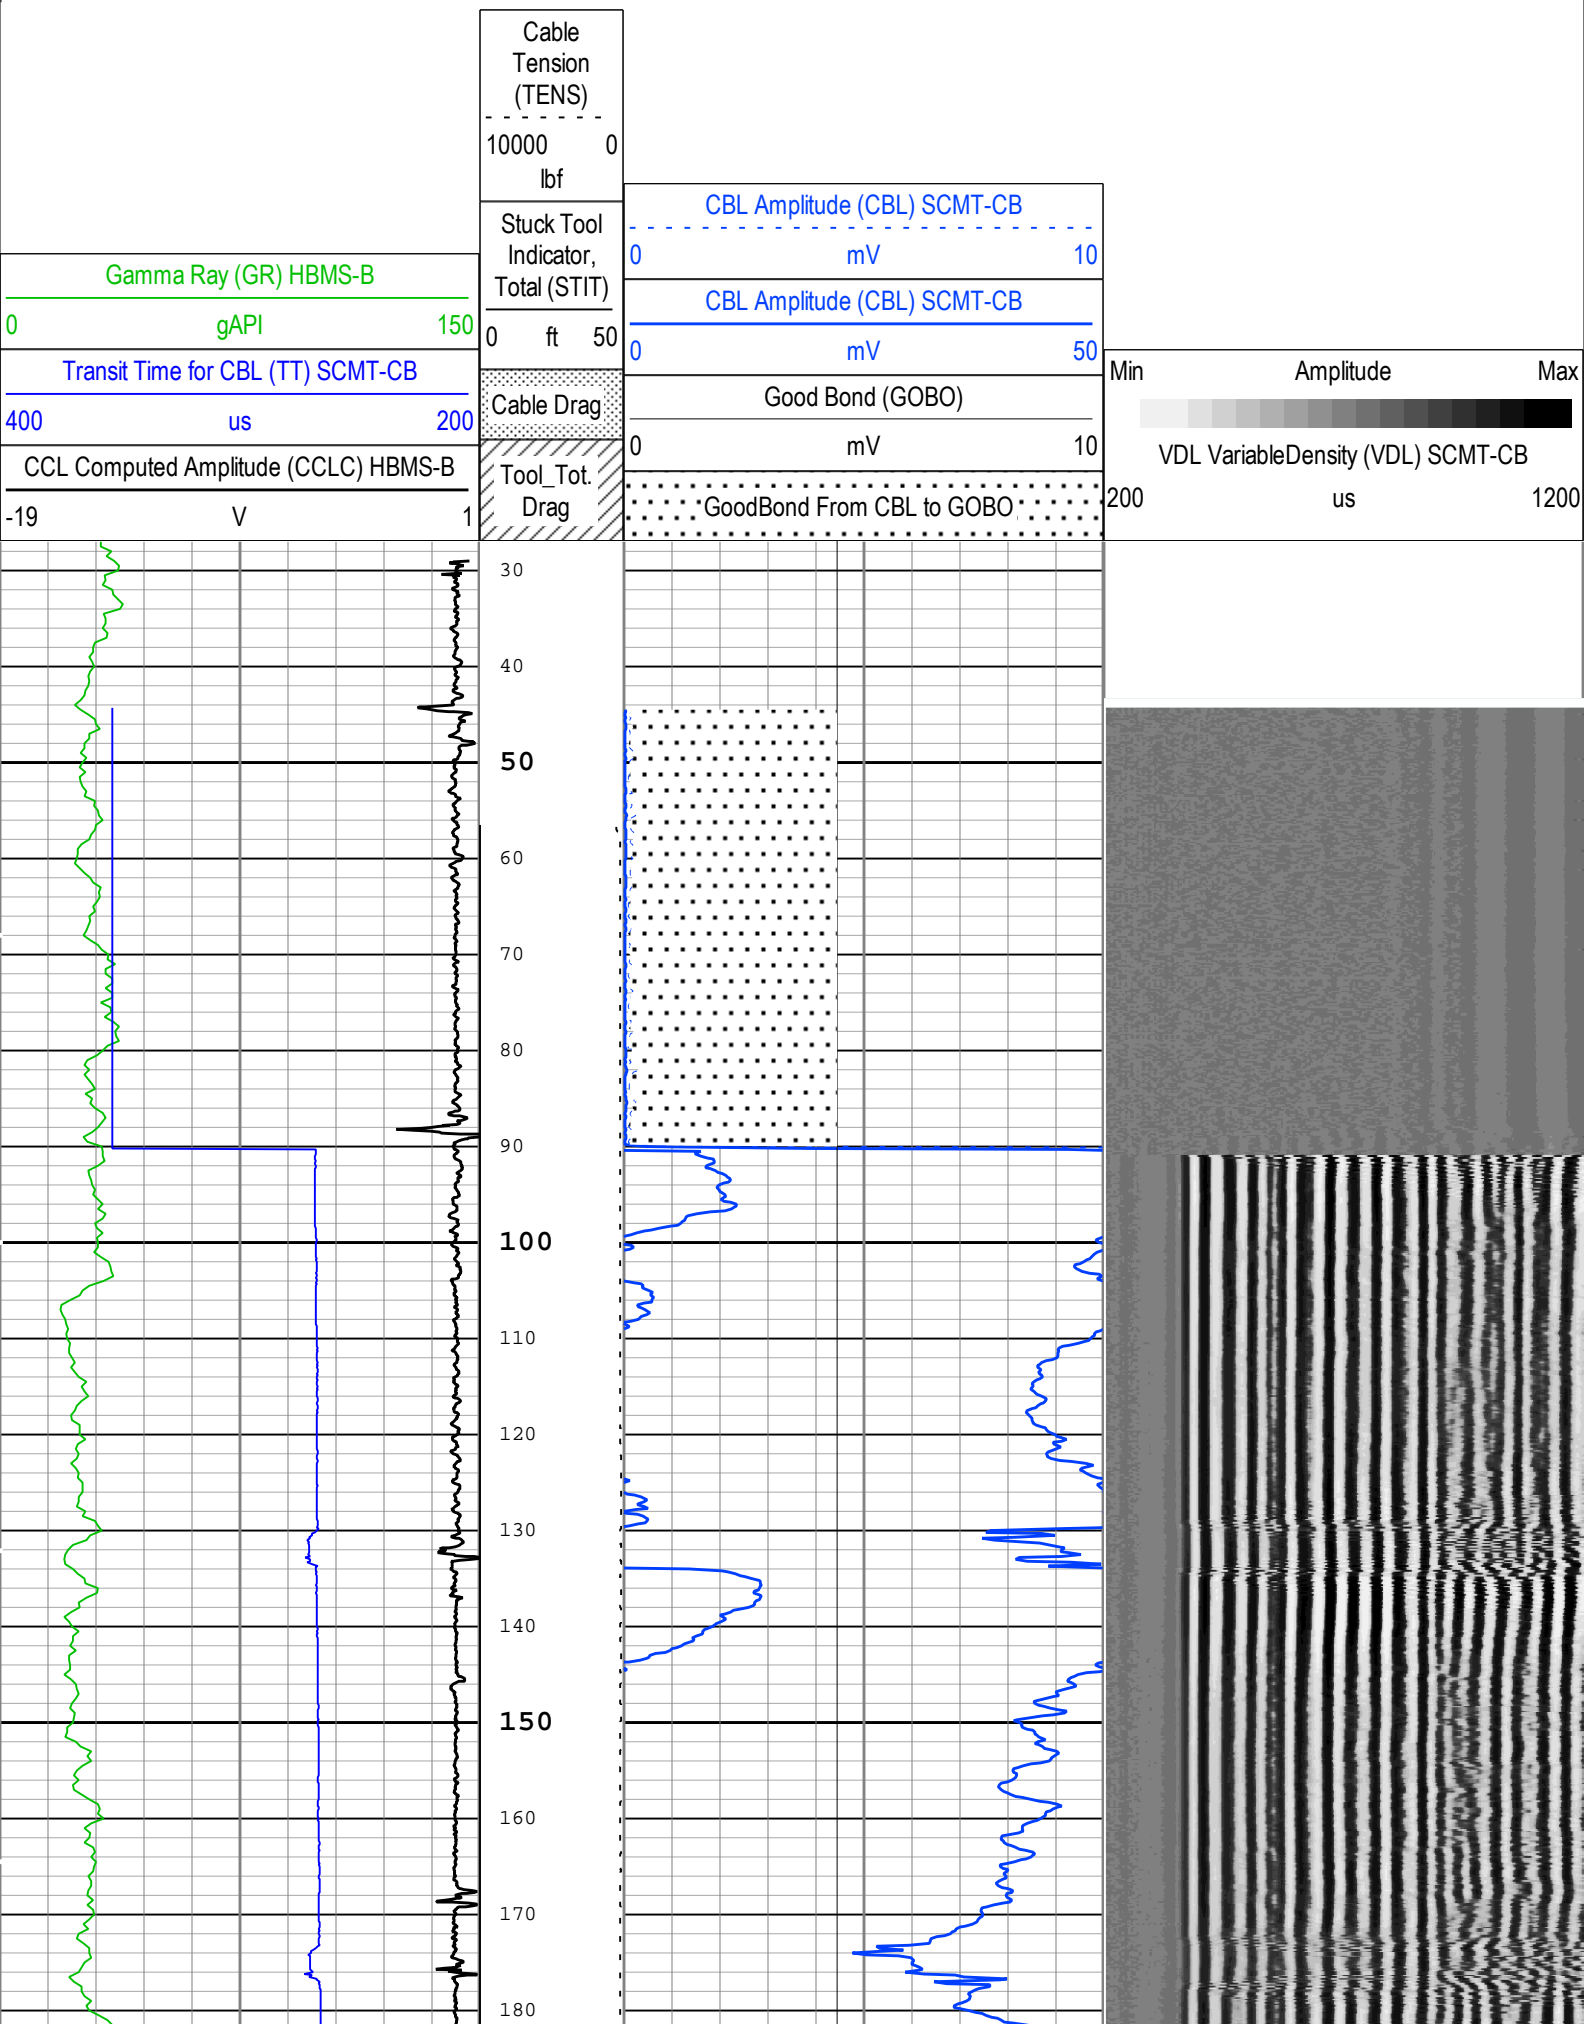 Cable
Tension
(TENS)
10000 0
lbf
Stuck Tool
Indicator,
Total (STIT)
0 ft 50
Cable Drag
Tool_Tot.
Drag
Gamma Ray (GR) HBMS-B
0 gAPI 150
Transit Time for CBL (TT) SCMT-CB
400 us 200
CCL Computed Amplitude (CCLC) HBMS-B
-19 V 1
CBL Amplitude (CBL) SCMT-CB
0 mV 10
CBL Amplitude (CBL) SCMT-CB
0 mV 50
Good Bond (GOBO)
0 mV 10
GoodBond From CBL to GOBO
Min Amplitude Max
VDL VariableDensity (VDL) SCMT-CB
200 us 1200
30
40
50
60
70
80
90
100
110
120
130
140
150
160
170
180